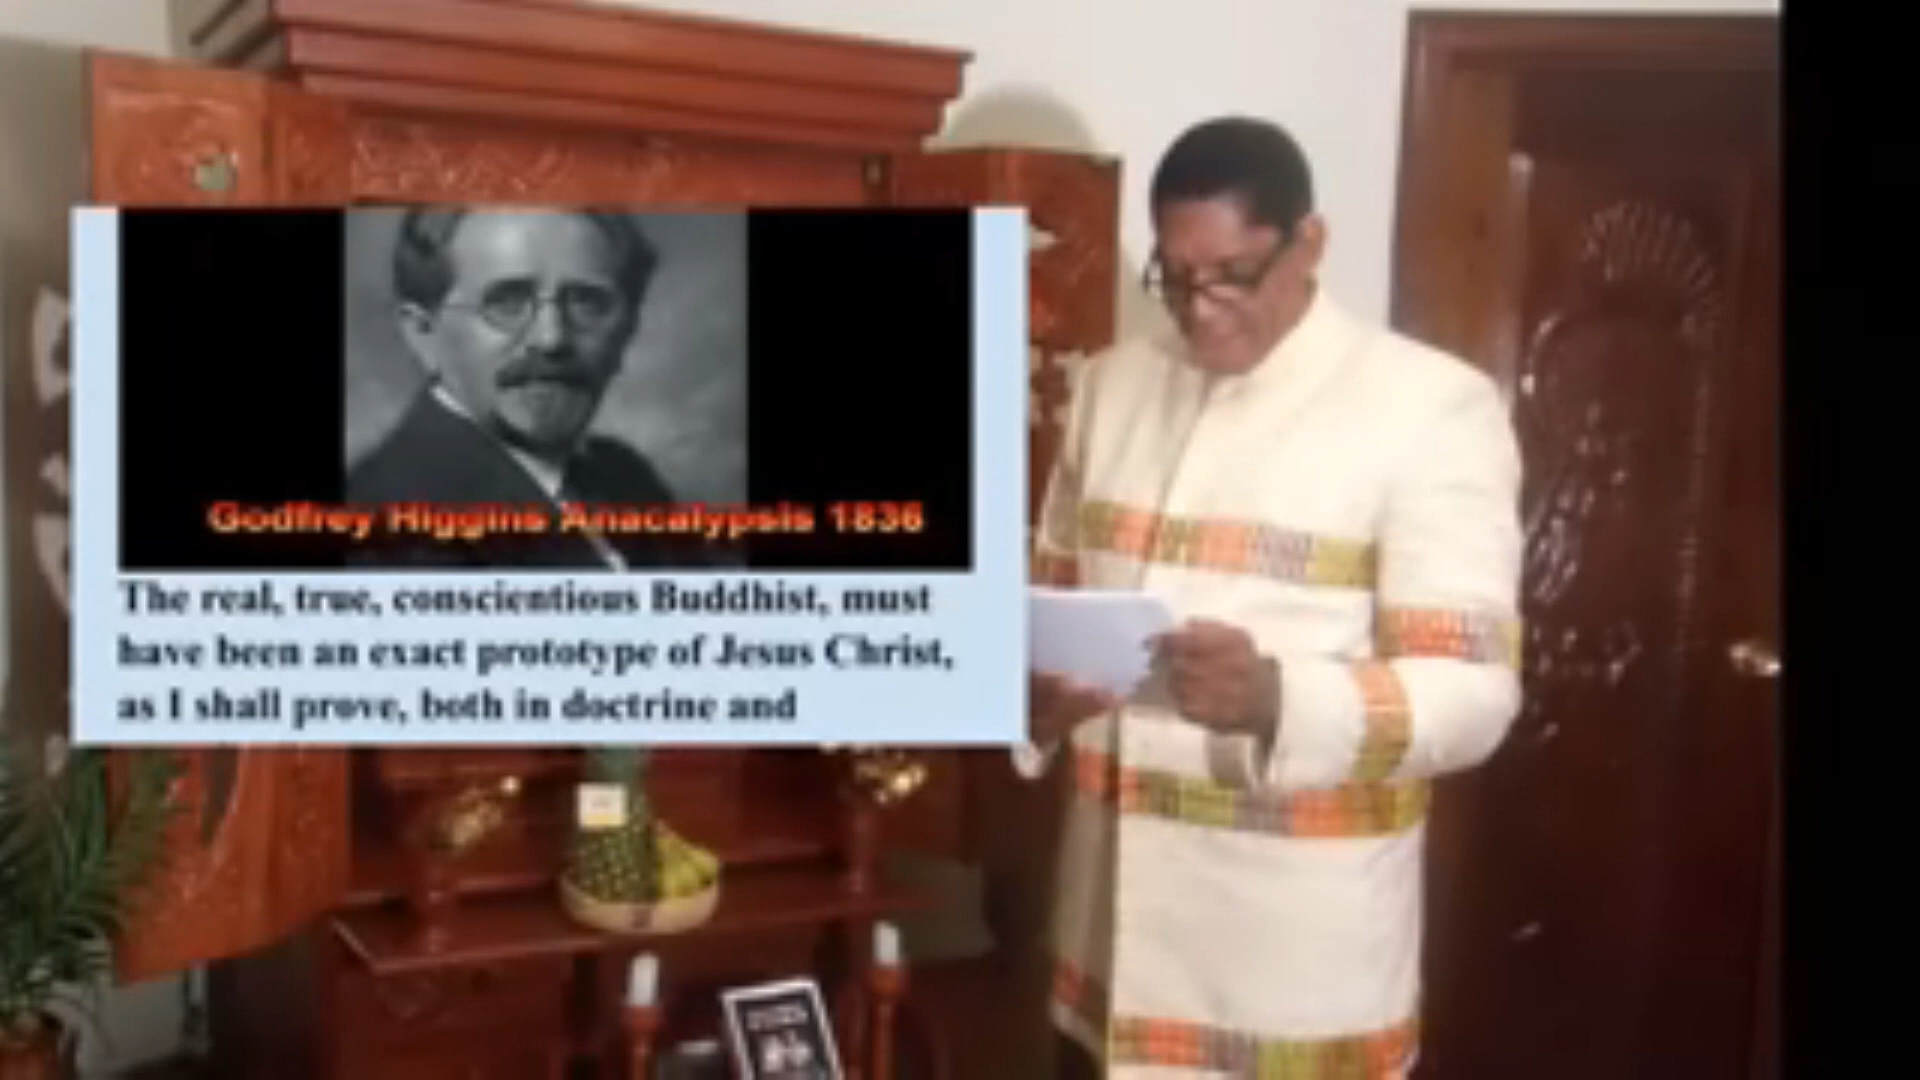 Godfrey Higgins Anacalypsis 1836
The real, true, conscientious Buddhist, must
have been an exact prototype of Jesus Christ,
as I shall prove, both in doctrine and